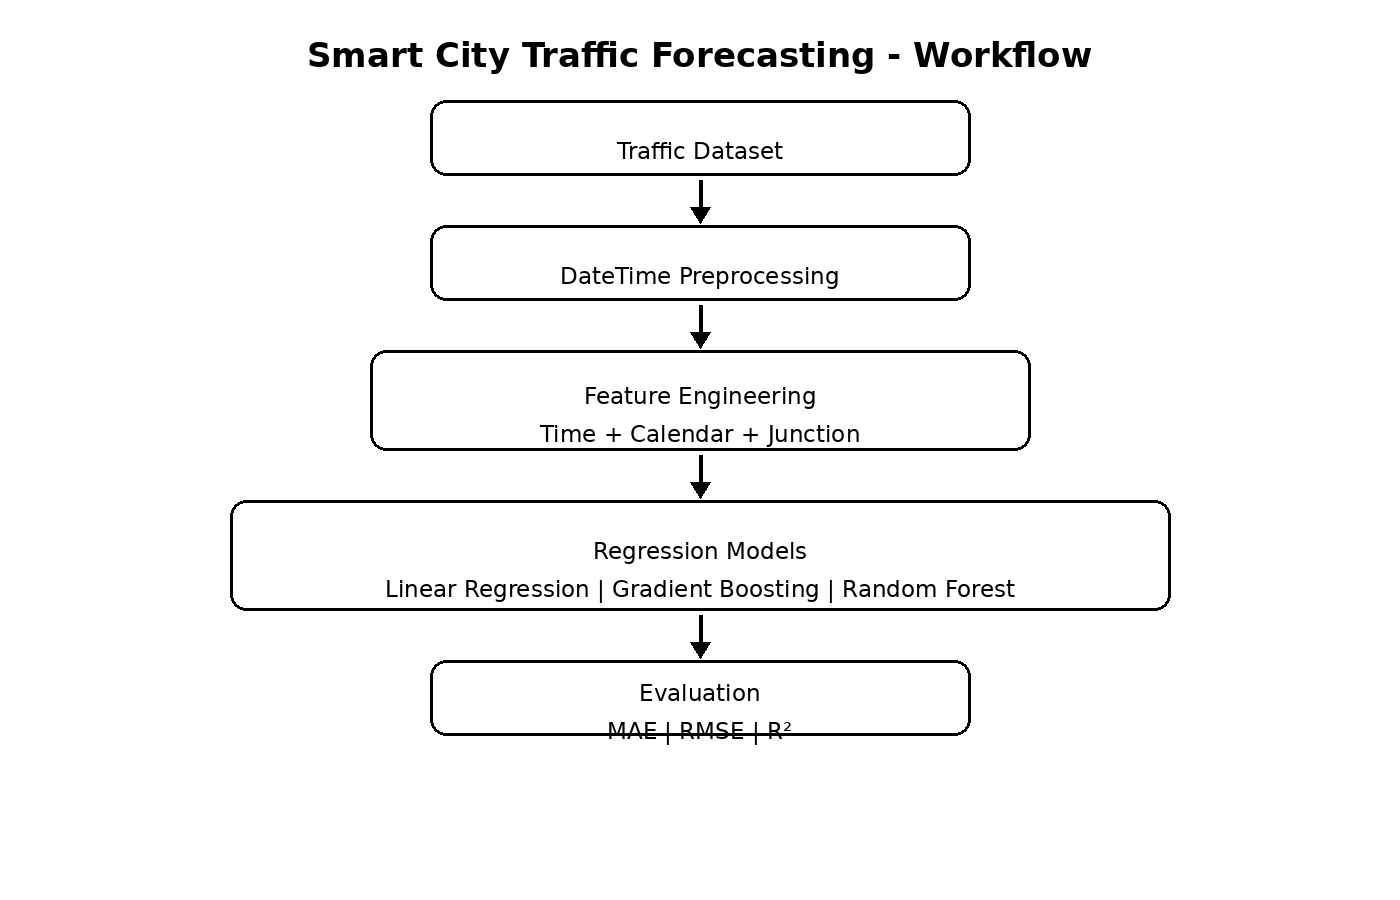 Smart City Traffic Forecasting - Workflow
Traffic Dataset
DateTime Preprocessing
Feature Engineering
Time + Calendar + Junction
Regression Models
Linear Regression | Gradient Boosting | Random Forest
Evaluation
MAE | RMSE | R²